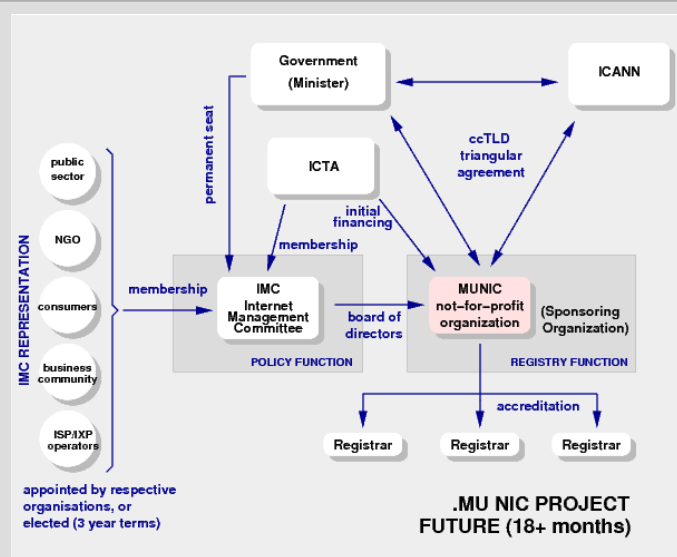 Government
(Minister)
ICANN
permanent seat
ccTLD
triangular
agreement
ICTA
initial
financing
membership
public
sector
NGO
consumers
business
community
ISP/IXP
operators
IMC REPRESENTATION
membership
IMC
Internet
Management
Committee
POLICY FUNCTION
board of
directors
MUNIC
not-for-profit
organization
(Sponsoring
Organization)
REGISTRY FUNCTION
accreditation
Registrar
Registrar
Registrar
appointed by respective
organisations, or
elected (3 year terms)
.MU NIC PROJECT
FUTURE (18+ months)